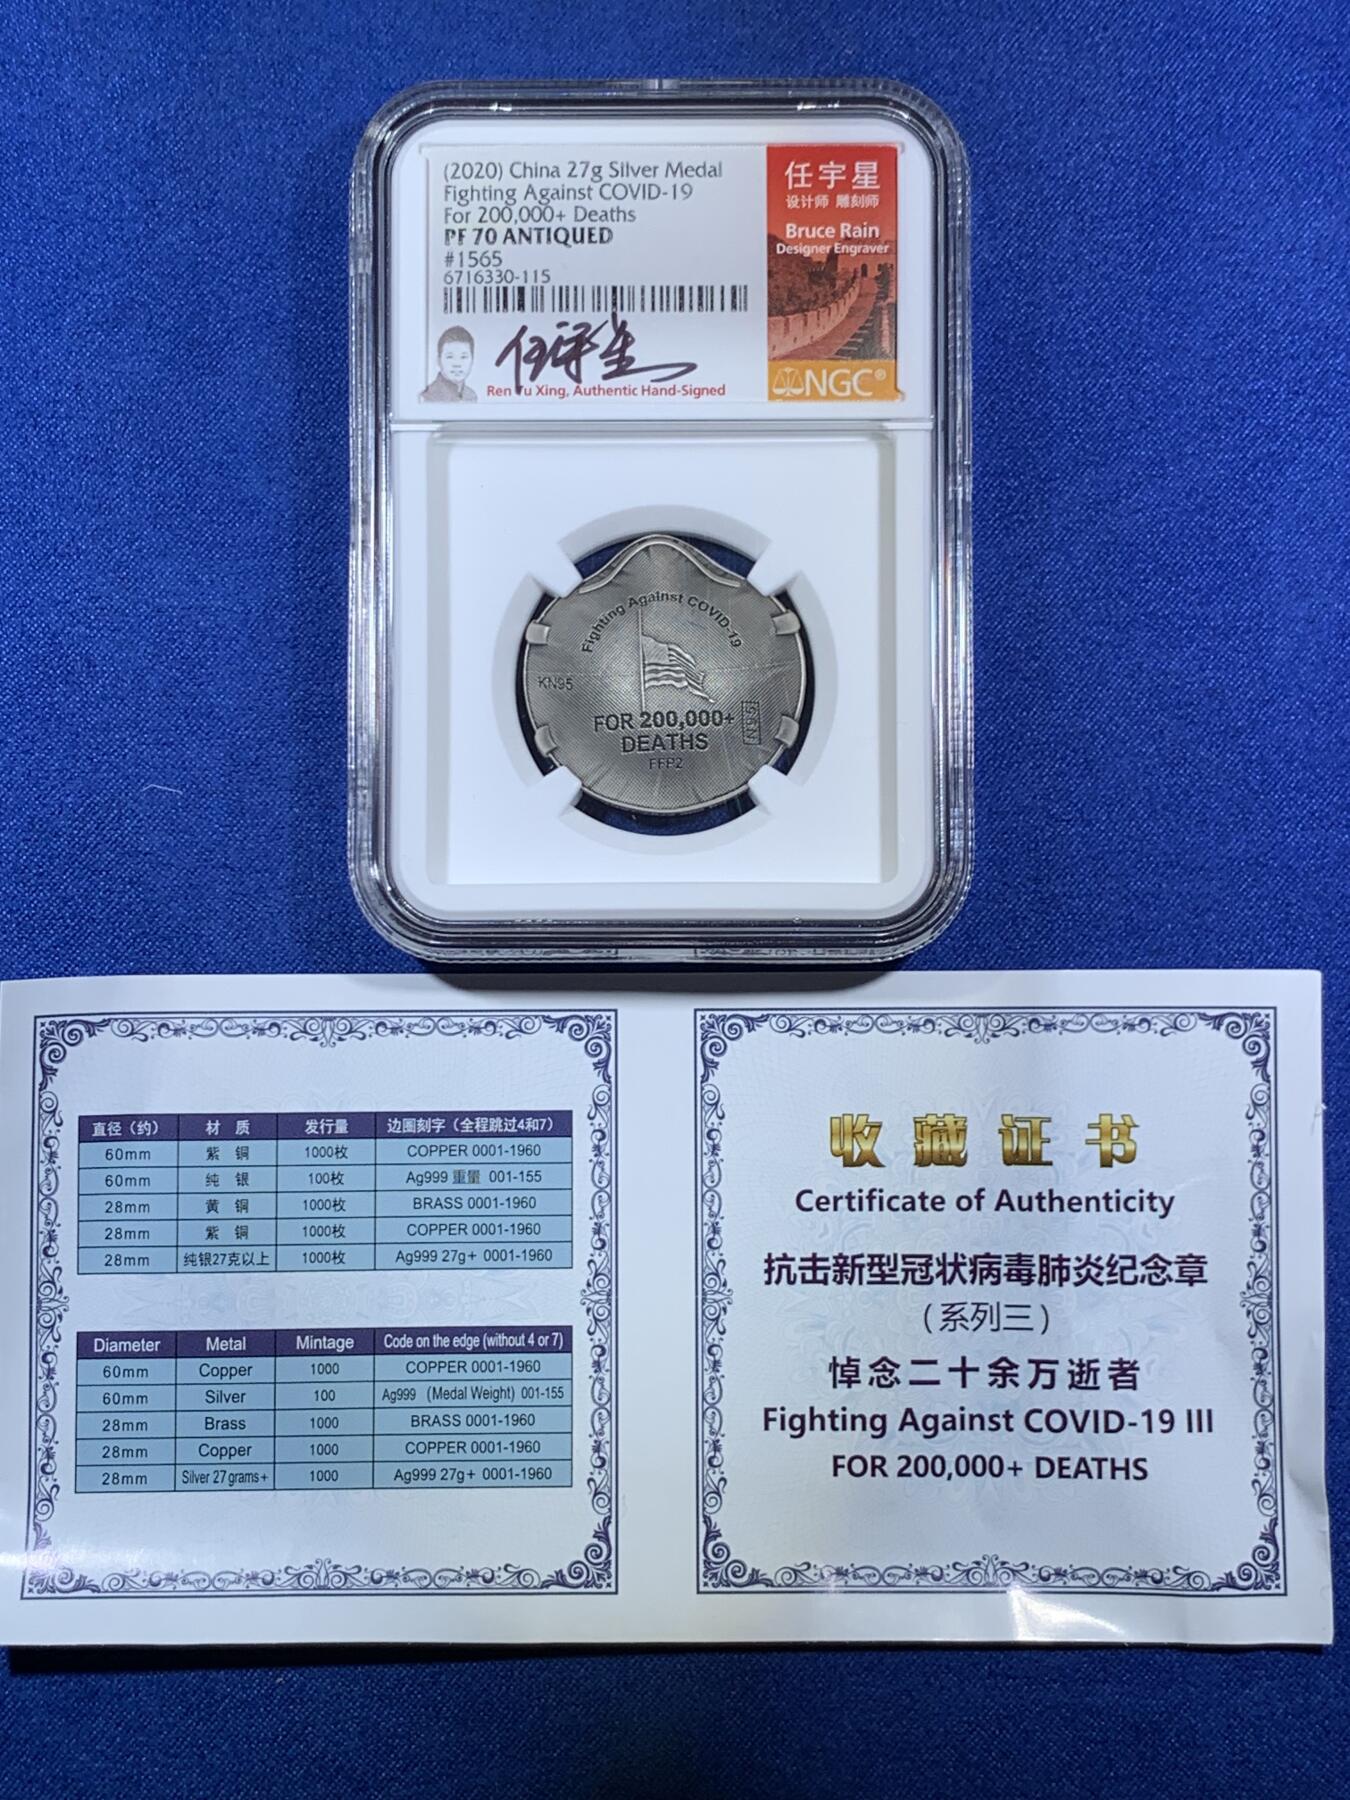 (2020) China 27g Silver Medal
Fighting Against COVID-19
For 200,000+ Deaths
PF 70 ANTIQUED
#1565
6716330-115
任宇星
Ren Yu Xing, Authentic Hand-Signed
任宇星
设计师 雕刻师
Bruce Rain
Designer Engraver
NGC®
Fighting Against COVID-19
KN95
FOR 200,000+
DEATHS
N95
FFP2
直径（约） 材 质 发行量 边圈刻字（全程跳过4和7）
60mm 紫 铜 1000枚 COPPER 0001-1960
60mm 纯 银 100枚 Ag999 重量 001-155
28mm 黄 铜 1000枚 BRASS 0001-1960
28mm 紫 铜 1000枚 COPPER 0001-1960
28mm 纯银27克以上 1000枚 Ag999 27g+ 0001-1960
Diameter Metal Mintage Code on the edge (without 4 or 7)
60mm Copper 1000 COPPER 0001-1960
60mm Silver 100 Ag999 (Medal Weight) 001-155
28mm Brass 1000 BRASS 0001-1960
28mm Copper 1000 COPPER 0001-1960
28mm Silver 27 grams+ 1000 Ag999 27g+ 0001-1960
收藏证书
Certificate of Authenticity
抗击新型冠状病毒肺炎纪念章
（系列三）
悼念二十余万逝者
Fighting Against COVID-19 III
FOR 200,000+ DEATHS